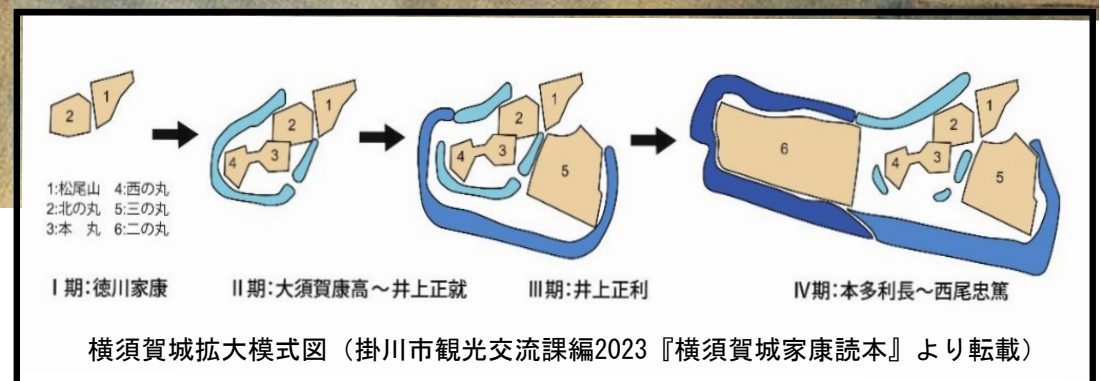 2
1
2
1
4
3
2
1
4
3
5
6
2
1
4
3
5
1:松尾山 4:西の丸
2:北の丸 5:三の丸
3:本 丸 6:二の丸
Ⅰ期:徳川家康
Ⅱ期:大須賀康高～井上正就
Ⅲ期:井上正利
Ⅳ期:本多利長～西尾忠篤
横須賀城拡大模式図（掛川市観光交流課編2023『横須賀城家康読本』より転載）